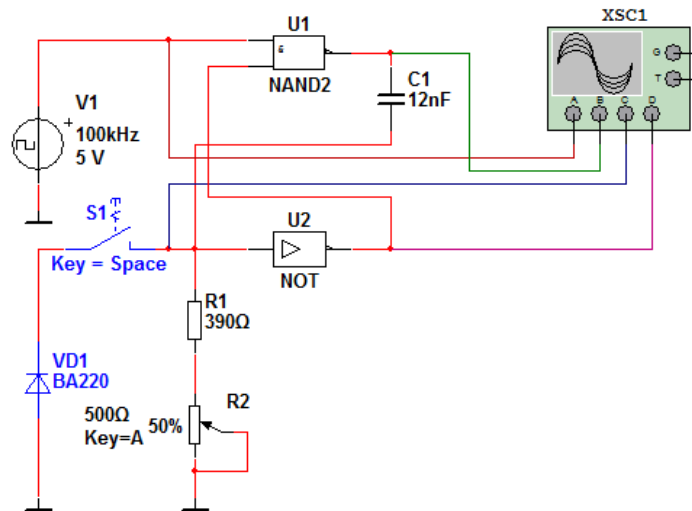 XSC1
G
T
A B C D
U1
6
NAND2
C1
12nF
V1
+
100kHz
5 V
S1
Key = Space
U2
NOT
R1
390Ω
VD1
BA220
R2
500Ω
50%
Key=A